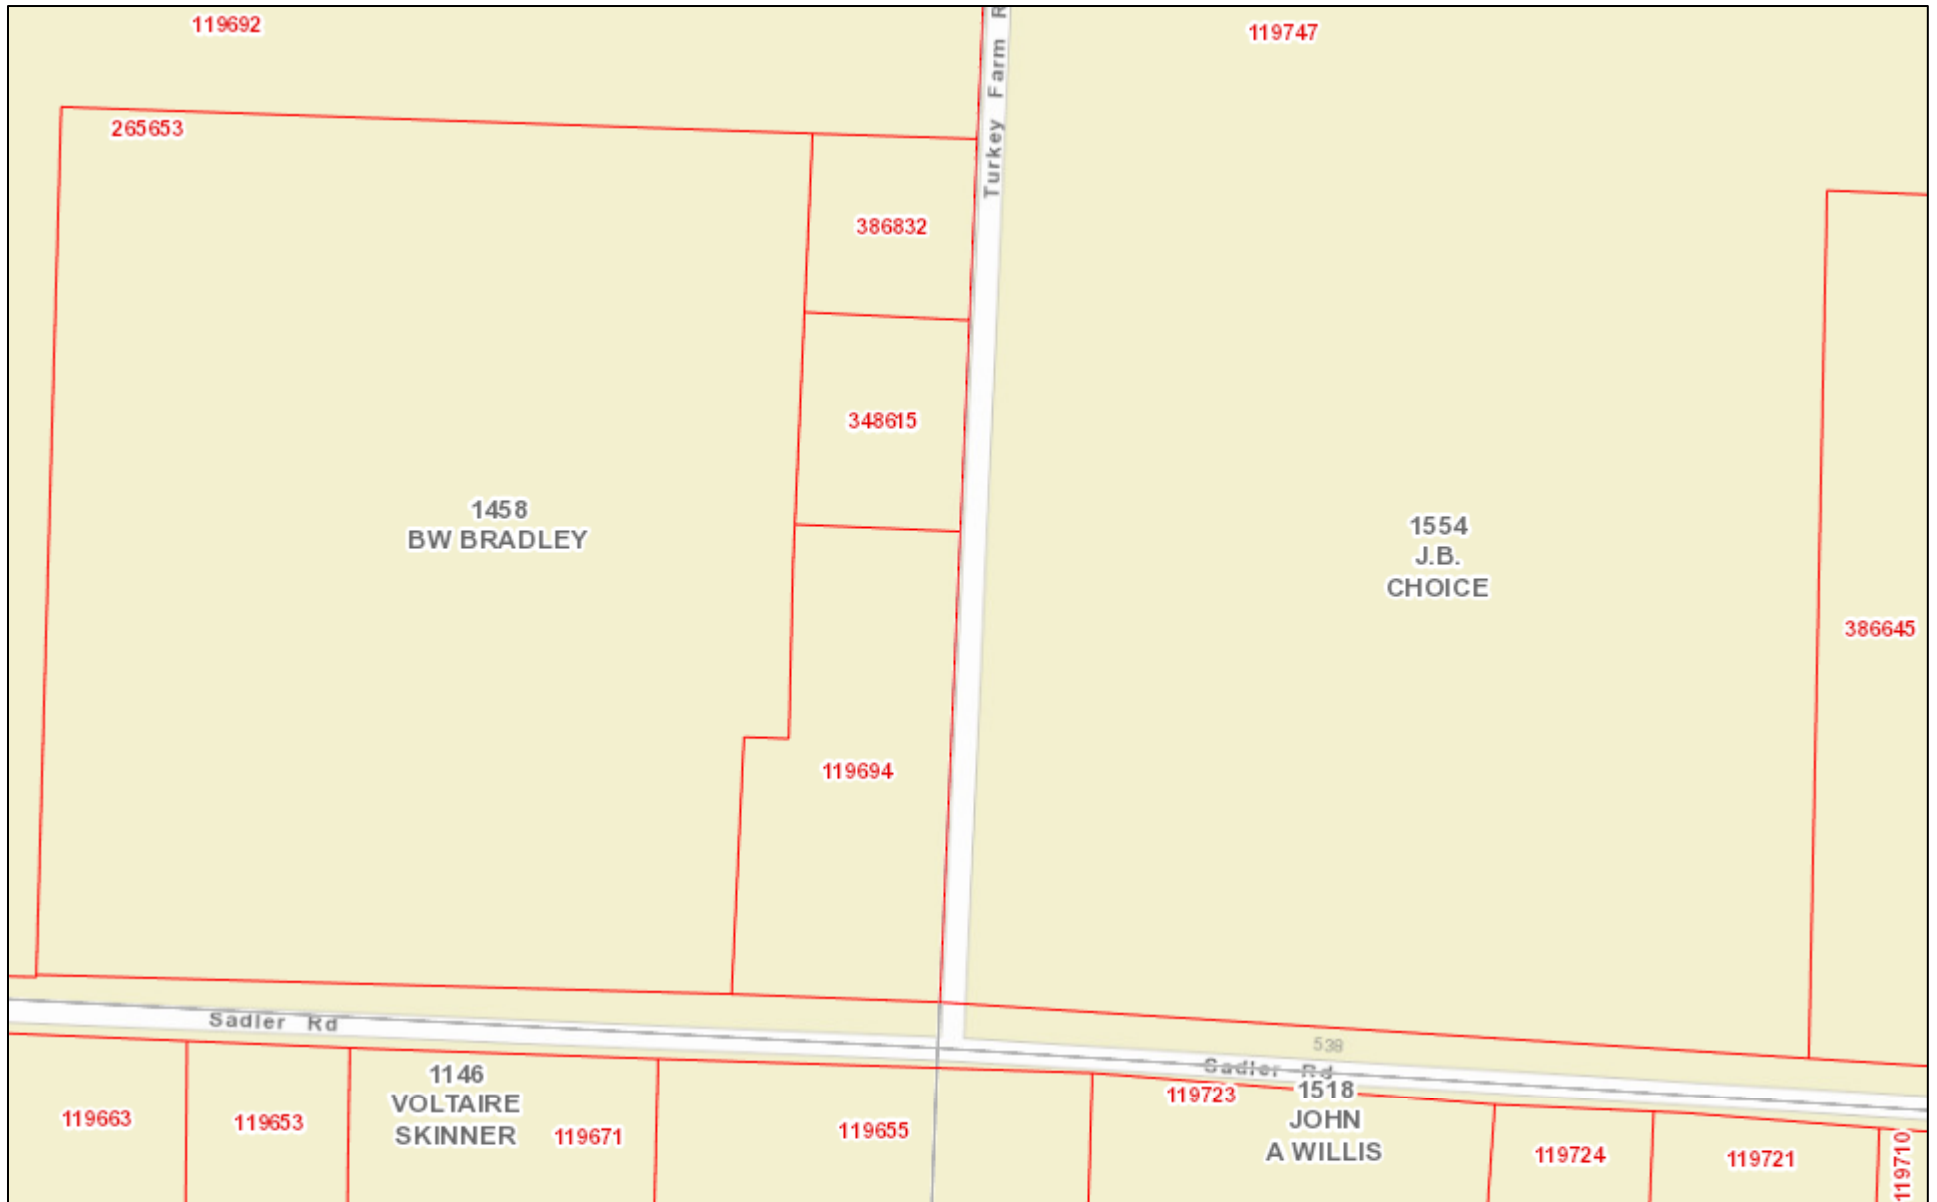 119692
119747
Turkey Farm R
265653
386832
348615
1458
BW BRADLEY
1554
J.B.
CHOICE
386645
119694
Sadler Rd
538
Sadler Rd
1146
VOLTAIRE
SKINNER
119663
119653
119671
119655
119723
1518
JOHN
A WILLIS
119724
119721
119710